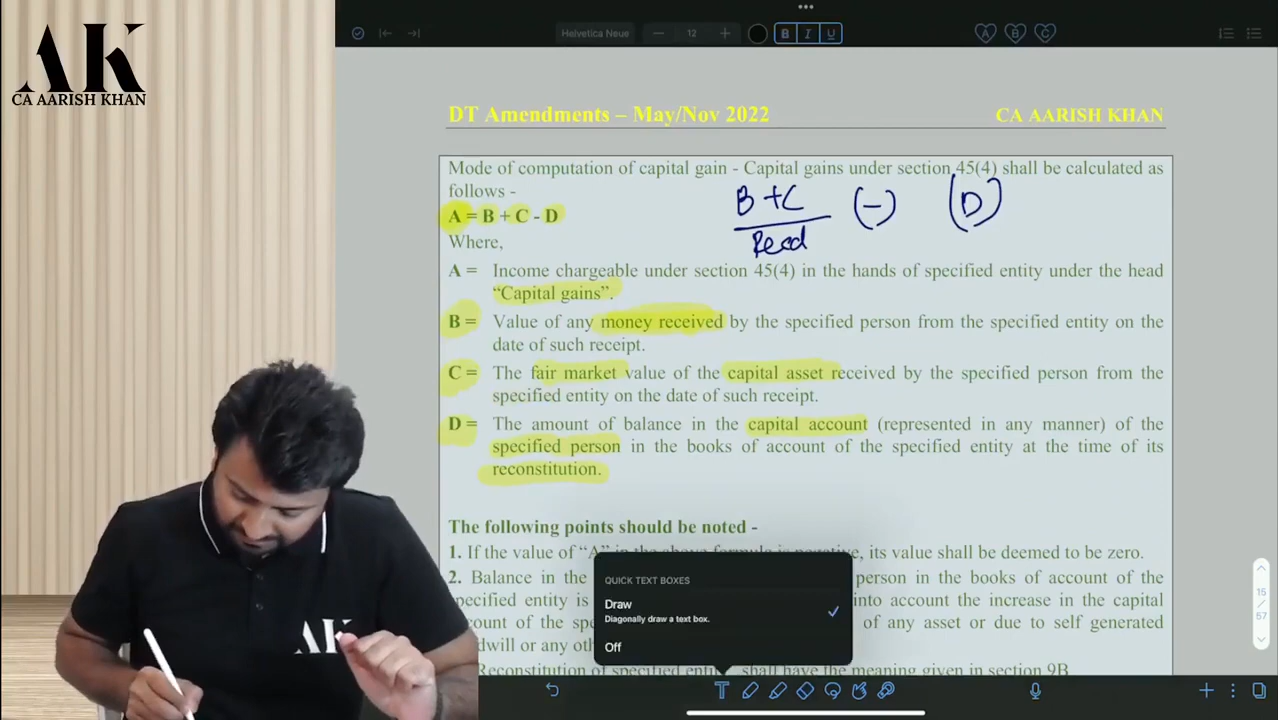 AK
CA AARISH KHAN
Helvetica Neue — 12 + B I U A B C
DT Amendments – May/Nov 2022 CA AARISH KHAN
Mode of computation of capital gain - Capital gains under section 45(4) shall be calculated as
follows -
A = B + C - D
B + C (-) (D)
Where,
A = Income chargeable under section 45(4) in the hands of specified entity under the head
“Capital gains”.
B = Value of any money received by the specified person from the specified entity on the
date of such receipt.
C = The fair market value of the capital asset received by the specified person from the
specified entity on the date of such receipt.
D = The amount of balance in the capital account (represented in any manner) of the
specified person in the books of account of the specified entity at the time of its
reconstitution.
The following points should be noted -
1. If the value of “A” in the above formula is negative, its value shall be deemed to be zero.
2. Balance in the person in the books of account of the
specified entity is into account the increase in the capital
count of the of any asset or due to self generated
dwill or any
Reconstitution of specified shall have the meaning given in section 9B
QUICK TEXT BOXES
Draw
Diagonally draw a text box.
Off
15
/
57
T
AK